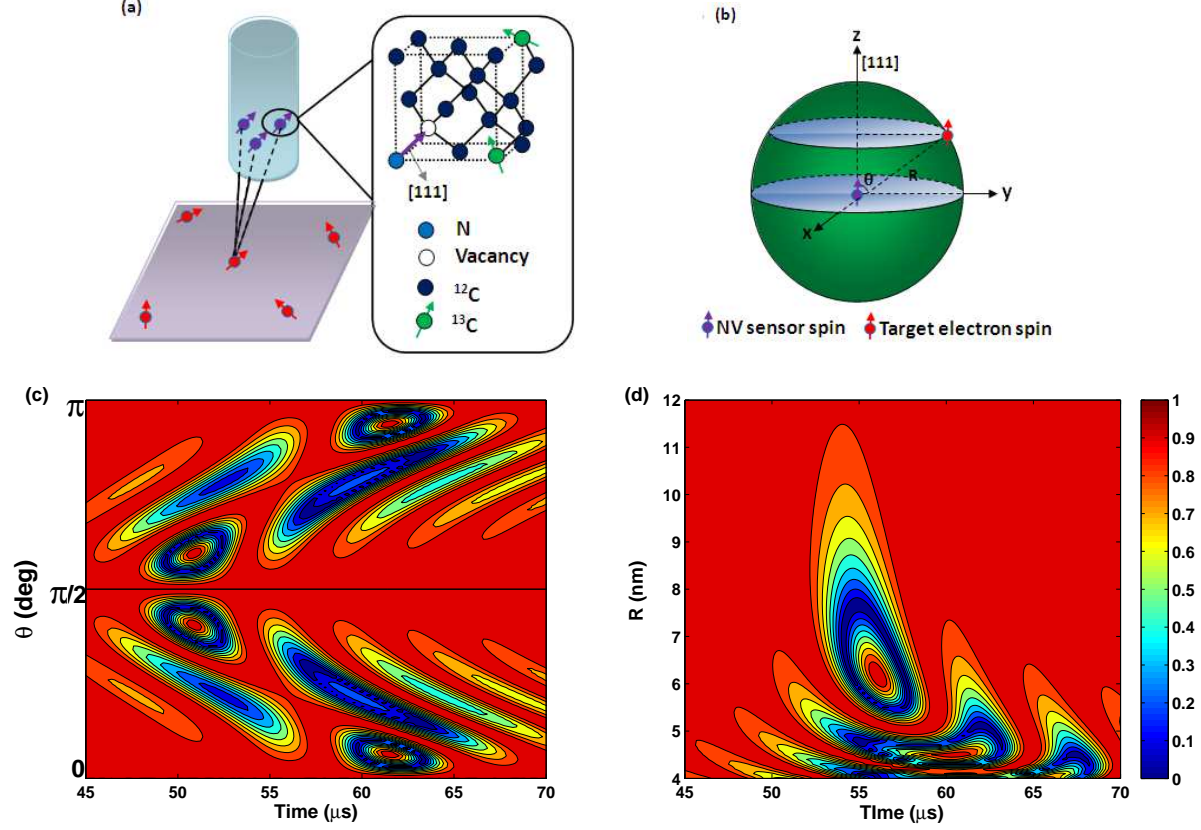 (a)
[111]
N
Vacancy
¹²C
¹³C
(b)
z
[111]
θ
R
y
x
NV sensor spin
Target electron spin
(c)
π
π/2
0
θ (deg)
45 50 55 60 65 70
Time (μs)
(d)
12
11
10
9
8
7
6
5
4
R (nm)
45 50 55 60 65 70
TIme (μs)
1
0.9
0.8
0.7
0.6
0.5
0.4
0.3
0.2
0.1
0